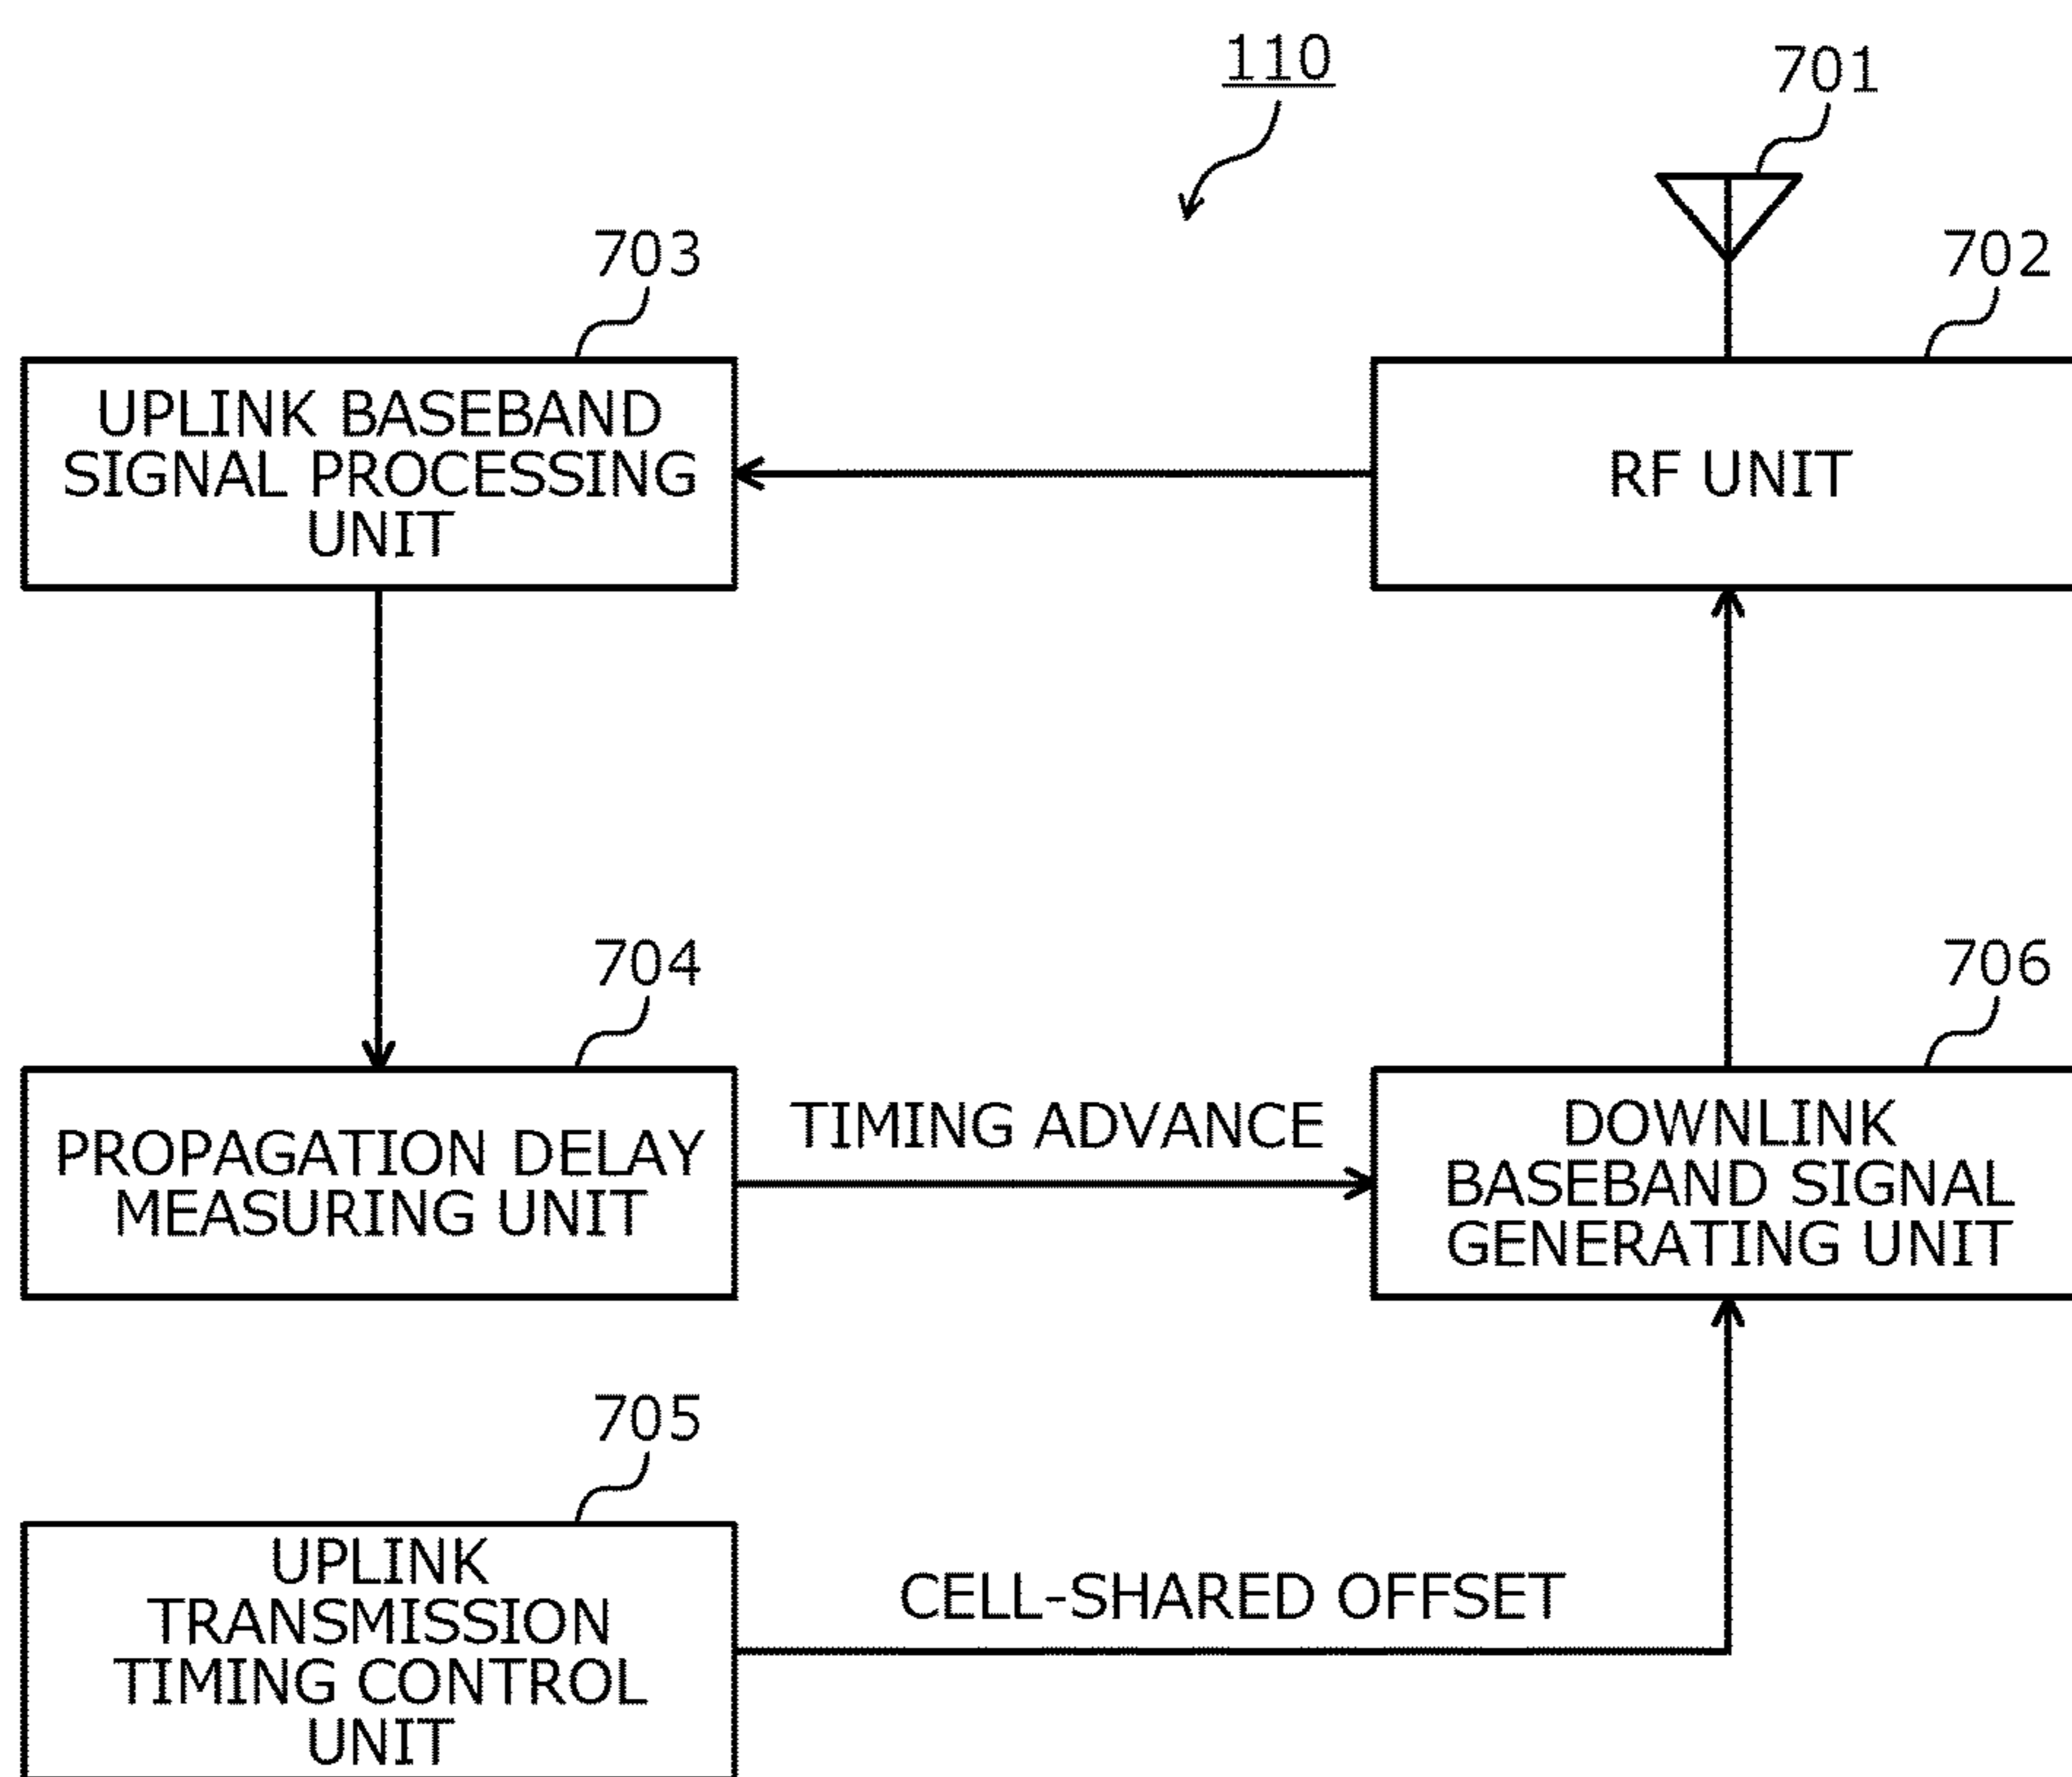 110
701
703
702
UPLINK BASEBAND
SIGNAL PROCESSING
UNIT
RF UNIT
704
706
PROPAGATION DELAY
MEASURING UNIT
TIMING ADVANCE
DOWNLINK
BASEBAND SIGNAL
GENERATING UNIT
705
UPLINK
TRANSMISSION
TIMING CONTROL
UNIT
CELL-SHARED OFFSET